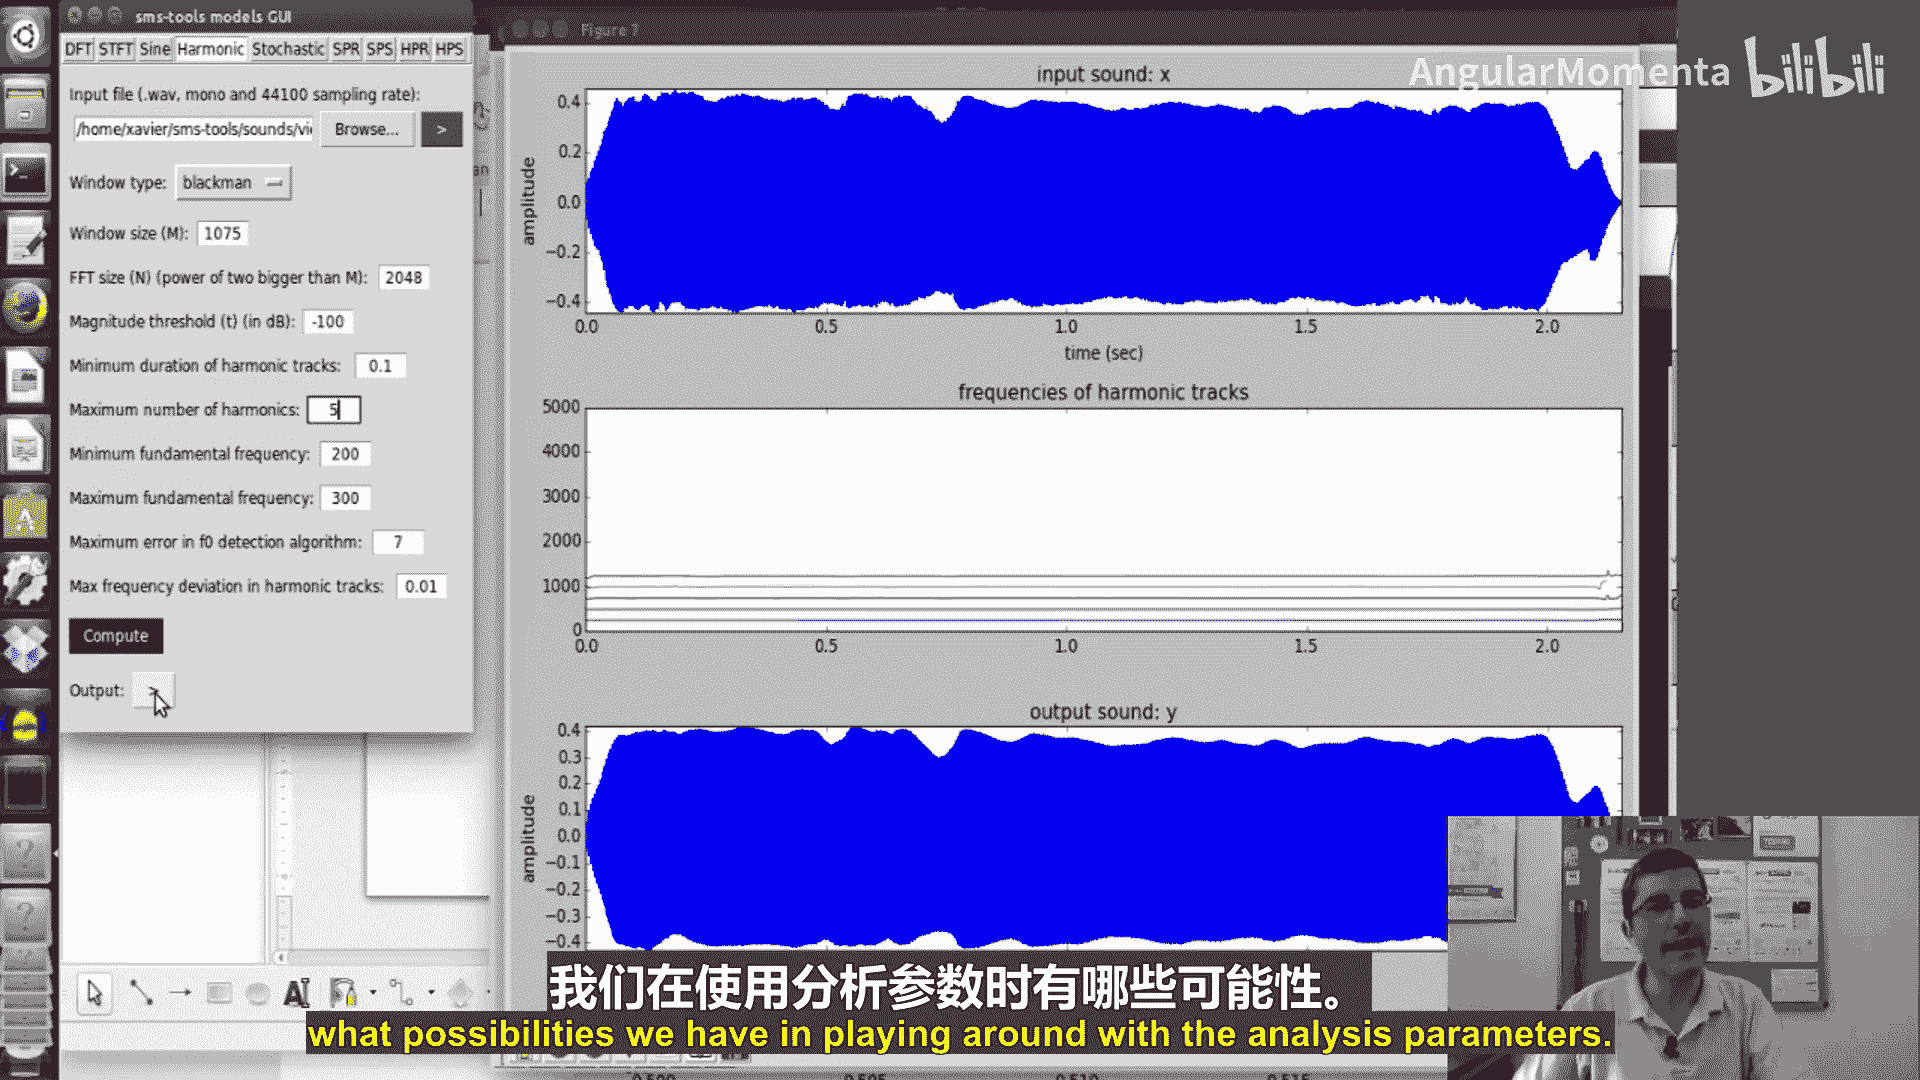 sms-tools models GUI
DFT STFT Sine Harmonic Stochastic SPR SPS HPR HPS
Input file (.wav, mono and 44100 sampling rate):
/home/xavier/sms-tools/sounds/vi
Browse...
>
Window type: blackman
Window size (M): 1075
FFT size (N) (power of two bigger than M): 2048
Magnitude threshold (t) (in dB): -100
Minimum duration of harmonic tracks: 0.1
Maximum number of harmonics: 5
Minimum fundamental frequency: 200
Maximum fundamental frequency: 300
Maximum error in f0 detection algorithm: 7
Max frequency deviation in harmonic tracks: 0.01
Compute
Output: >
Figure 7
AngularMomenta bilibili
input sound: x
0.4
0.2
0.0
−0.2
−0.4
amplitude
0.0 0.5 1.0 1.5 2.0
time (sec)
frequencies of harmonic tracks
5000
4000
3000
2000
1000
0
0.0 0.5 1.0 1.5 2.0
output sound: y
0.4
0.3
0.2
0.1
0.0
−0.1
−0.2
−0.3
−0.4
amplitude
我们在使用分析参数时有哪些可能性。
what possibilities we have in playing around with the analysis parameters.